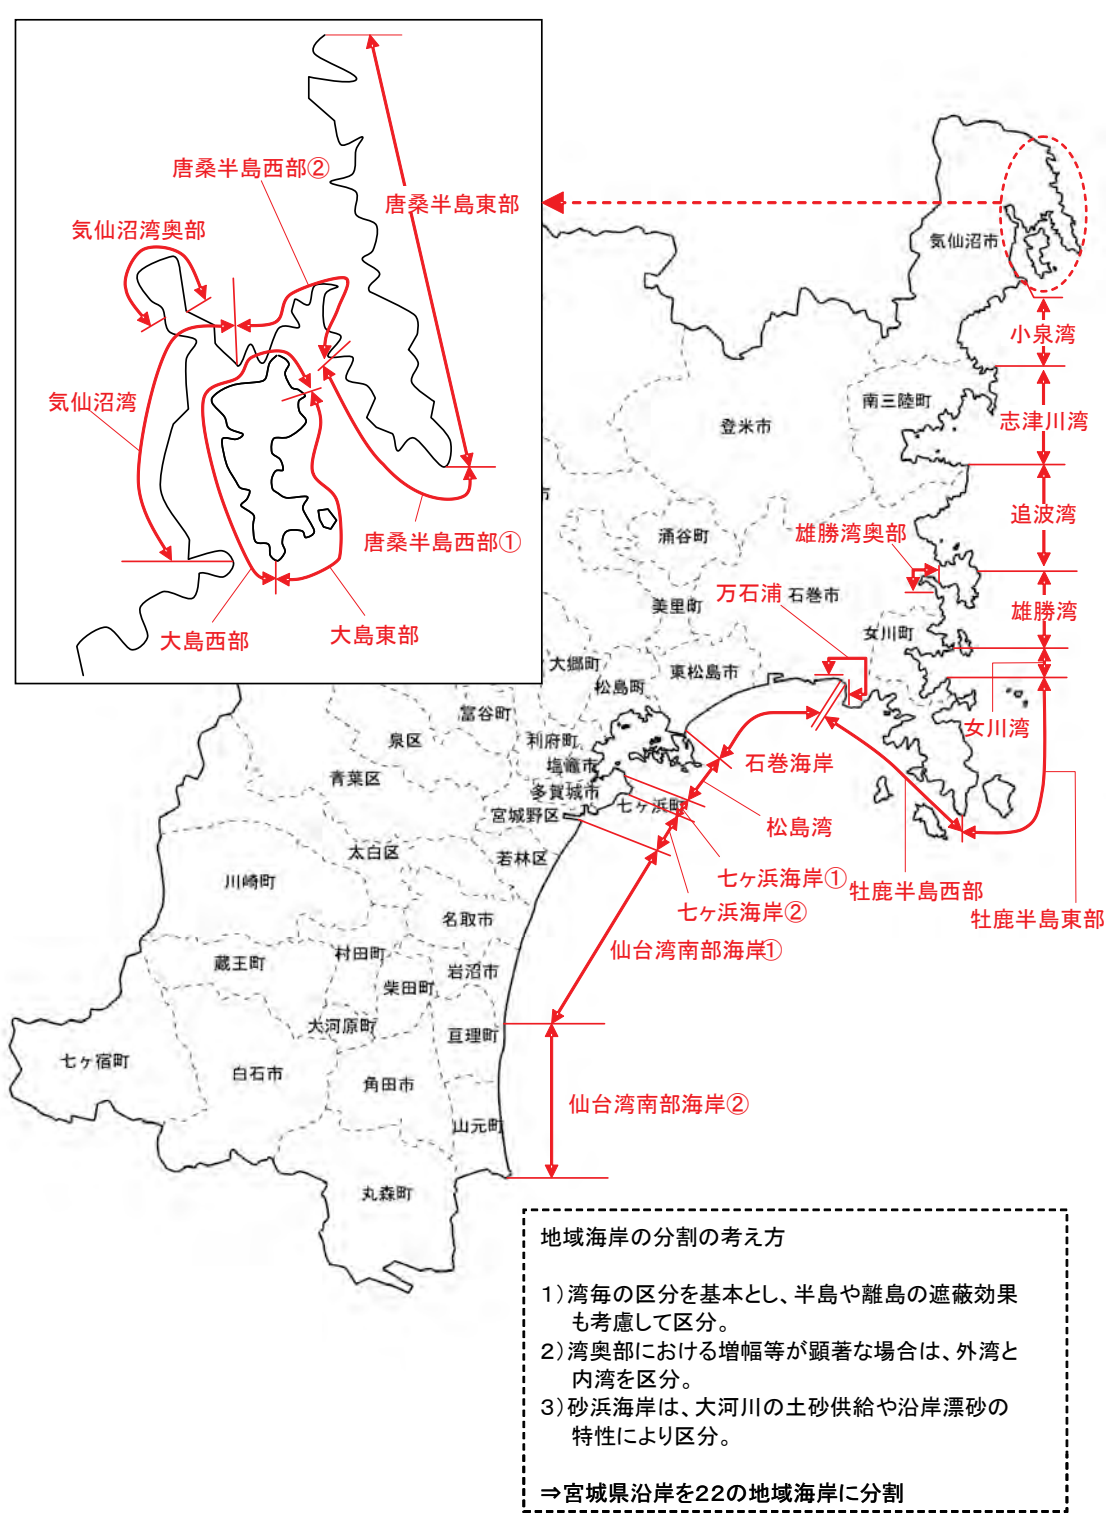 唐桑半島西部②
唐桑半島東部
気仙沼湾奥部
気仙沼湾
唐桑半島西部①
大島西部
大島東部
気仙沼市
小泉湾
南三陸町
志津川湾
登米市
追波湾
雄勝湾奥部
涌谷町
万石浦
石巻市
美里町
雄勝湾
女川町
大郷町
東松島市
松島町
富谷町
女川湾
泉区
利府町
石巻海岸
塩竈市
青葉区
多賀城市
七ヶ浜町
宮城野区
松島湾
太白区
若林区
川崎町
七ヶ浜海岸①
牡鹿半島西部
七ヶ浜海岸②
名取市
牡鹿半島東部
仙台湾南部海岸①
村田町
蔵王町
岩沼市
柴田町
大河原町
亘理町
七ヶ宿町
白石市
角田市
仙台湾南部海岸②
山元町
丸森町
地域海岸の分割の考え方
1)湾毎の区分を基本とし、半島や離島の遮蔽効果
も考慮して区分。
2)湾奥部における増幅等が顕著な場合は、外湾と
内湾を区分。
3)砂浜海岸は、大河川の土砂供給や沿岸漂砂の
特性により区分。
⇒宮城県沿岸を22の地域海岸に分割